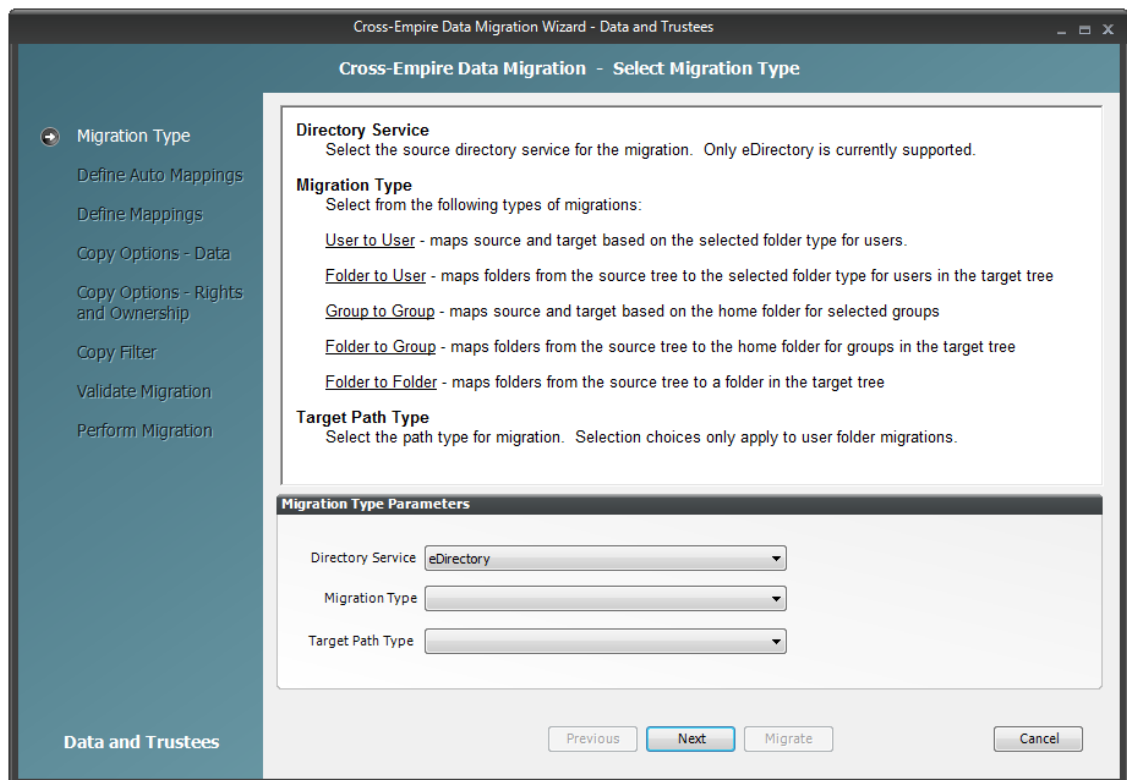 Cross-Empire Data Migration Wizard - Data and Trustees
Cross-Empire Data Migration - Select Migration Type
Migration Type
Define Auto Mappings
Define Mappings
Copy Options - Data
Copy Options - Rights
and Ownership
Copy Filter
Validate Migration
Perform Migration
Data and Trustees
Directory Service
Select the source directory service for the migration. Only eDirectory is currently supported.
Migration Type
Select from the following types of migrations:
User to User - maps source and target based on the selected folder type for users.
Folder to User - maps folders from the source tree to the selected folder type for users in the target tree
Group to Group - maps source and target based on the home folder for selected groups
Folder to Group - maps folders from the source tree to the home folder for groups in the target tree
Folder to Folder - maps folders from the source tree to a folder in the target tree
Target Path Type
Select the path type for migration. Selection choices only apply to user folder migrations.
Migration Type Parameters
Directory Service eDirectory
Migration Type
Target Path Type
Previous Next Migrate Cancel